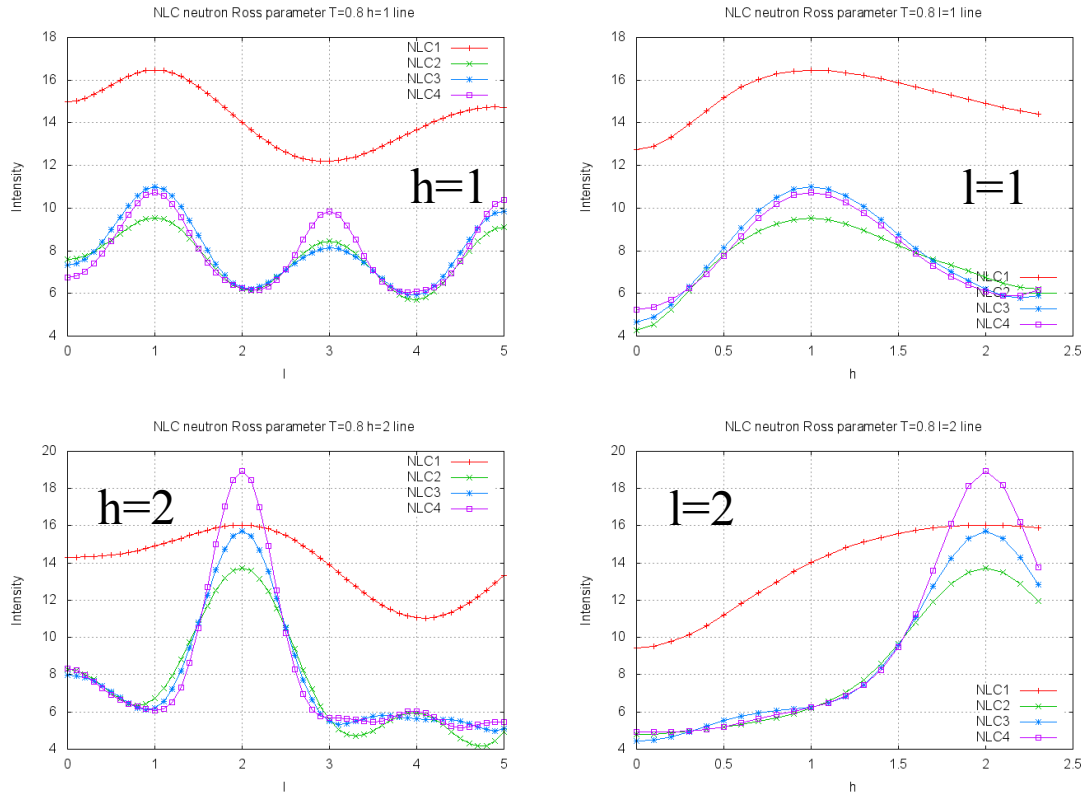 NLC neutron Ross parameter T=0.8 h=1 line
18
16
14
12
10
8
6
4
0
1
2
3
4
5
Intensity
l
NLC1
NLC2
NLC3
NLC4
h=1
NLC neutron Ross parameter T=0.8 l=1 line
18
16
14
12
10
8
6
4
0
0.5
1
1.5
2
2.5
Intensity
h
NLC1
NLC2
NLC3
NLC4
l=1
NLC neutron Ross parameter T=0.8 h=2 line
20
18
16
14
12
10
8
6
4
0
1
2
3
4
5
Intensity
l
NLC1
NLC2
NLC3
NLC4
h=2
NLC neutron Ross parameter T=0.8 l=2 line
20
18
16
14
12
10
8
6
4
0
0.5
1
1.5
2
2.5
Intensity
h
NLC1
NLC2
NLC3
NLC4
l=2